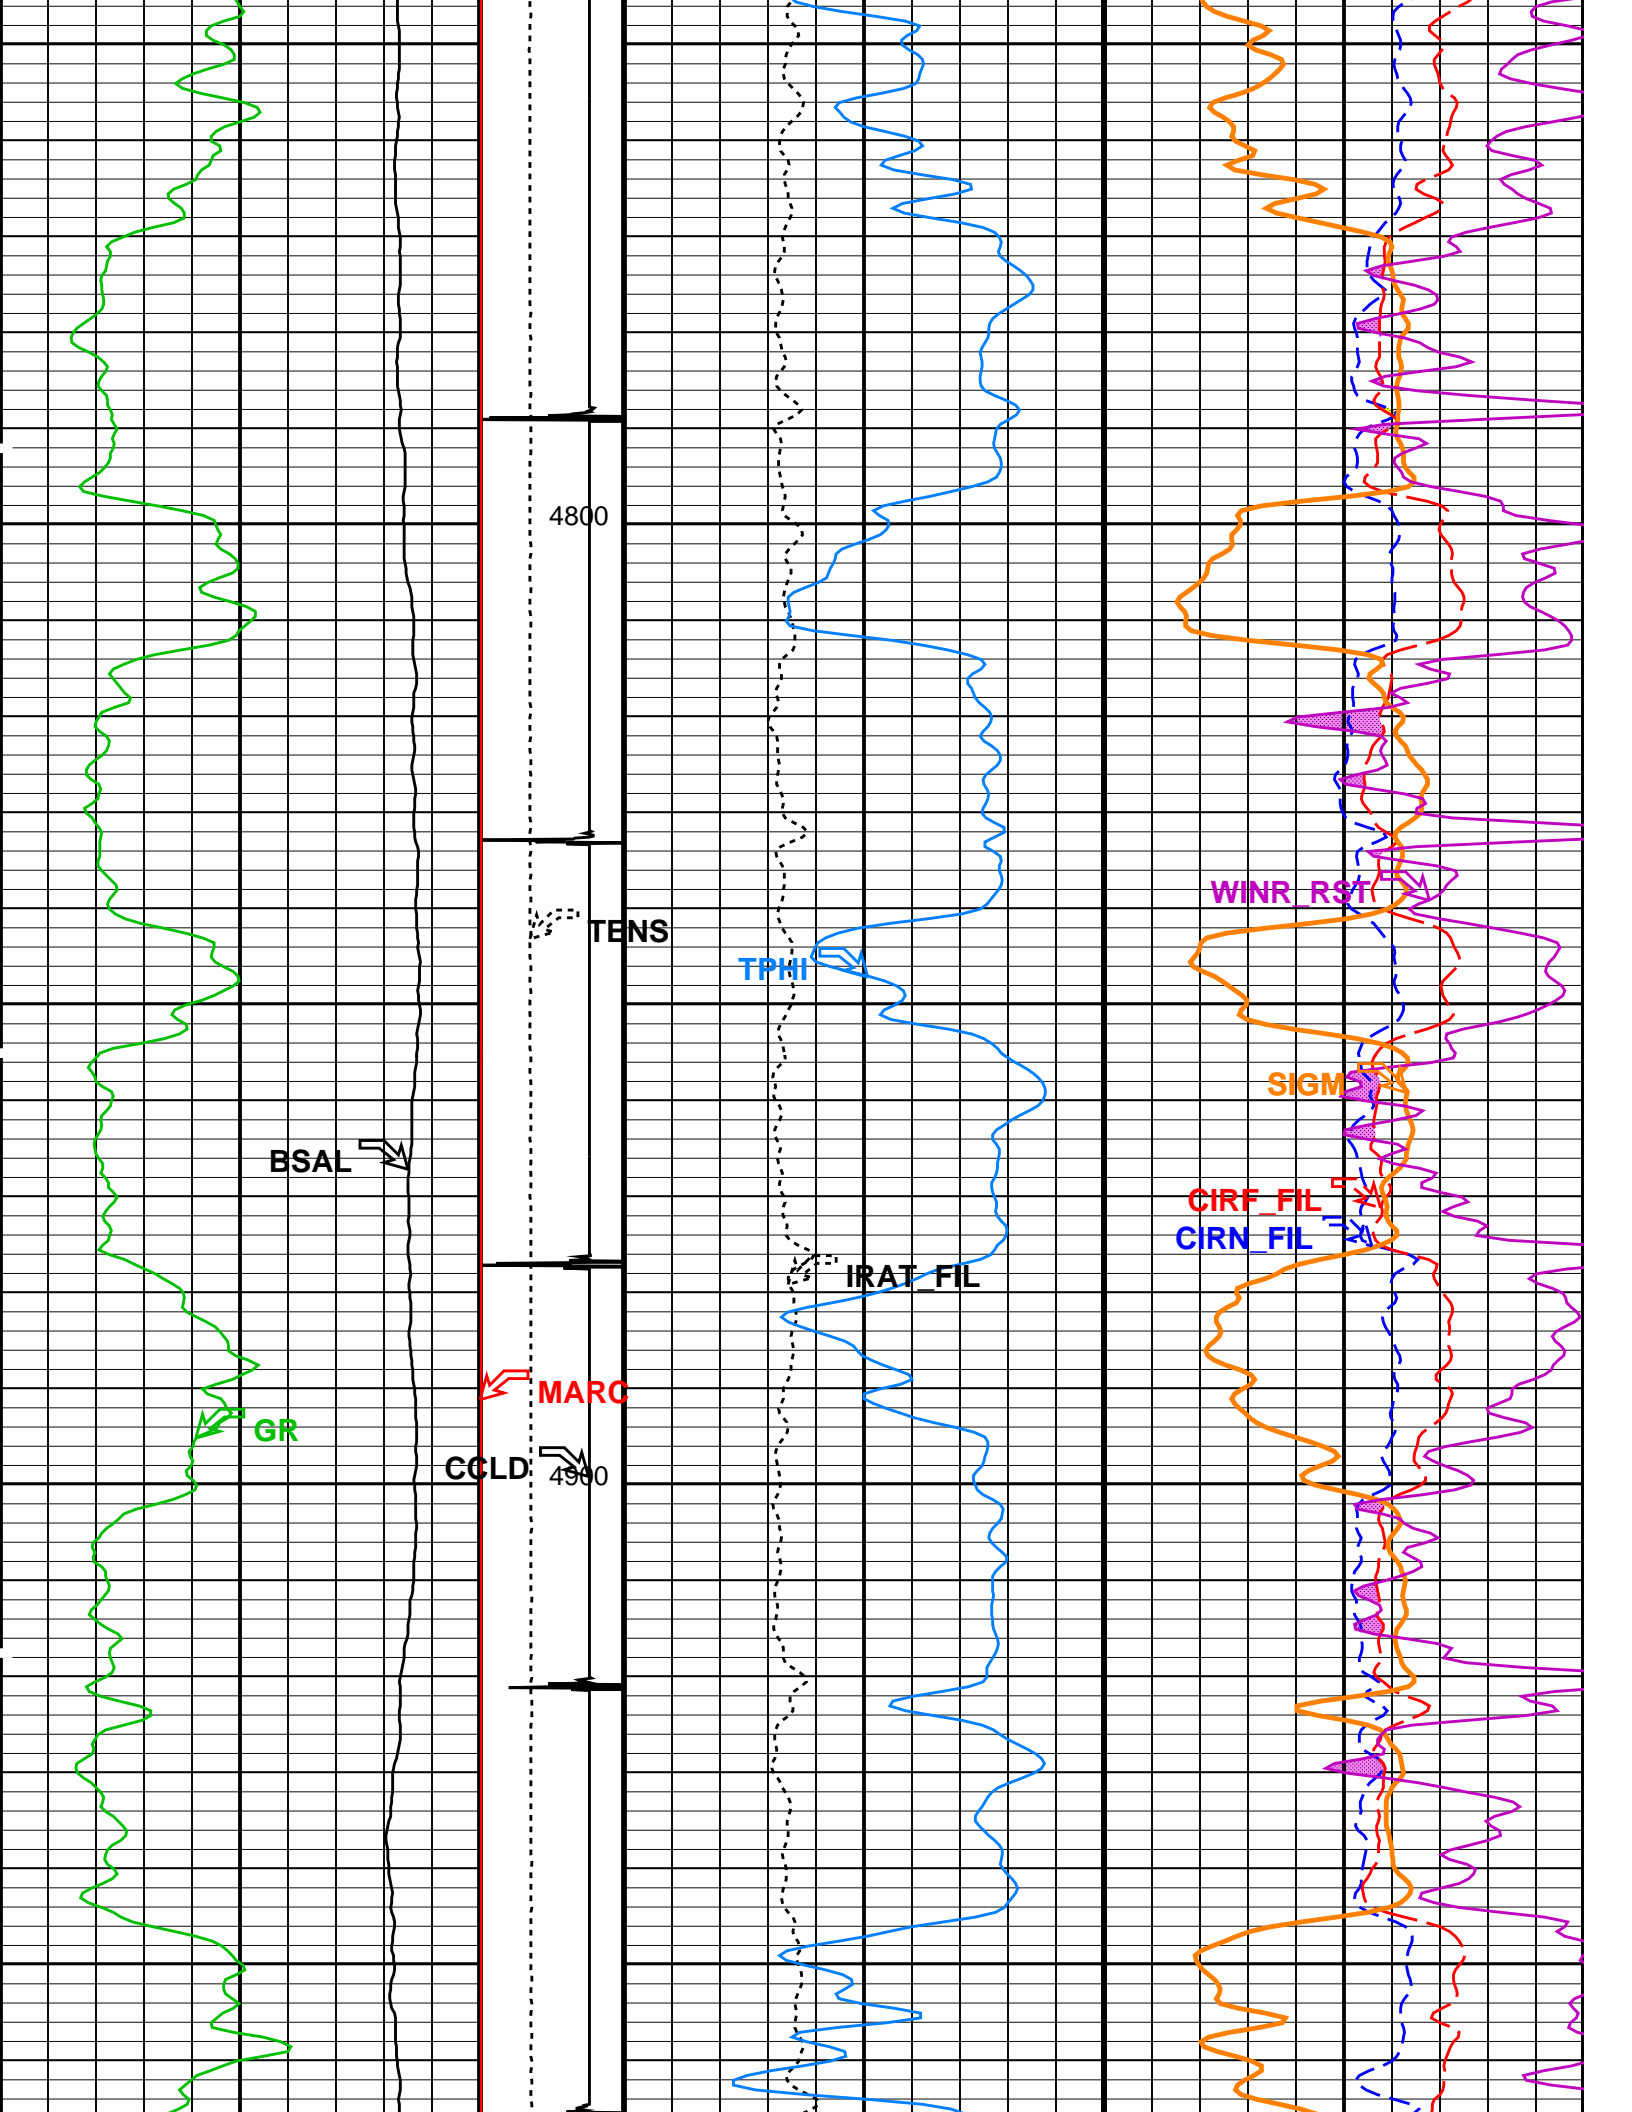 4800
WINR_RST
TENS
TPHI
SIGM
BSAL
CIRF_FIL
CIRN_FIL
IRAT_FIL
MARC
GR
CCLD
4900